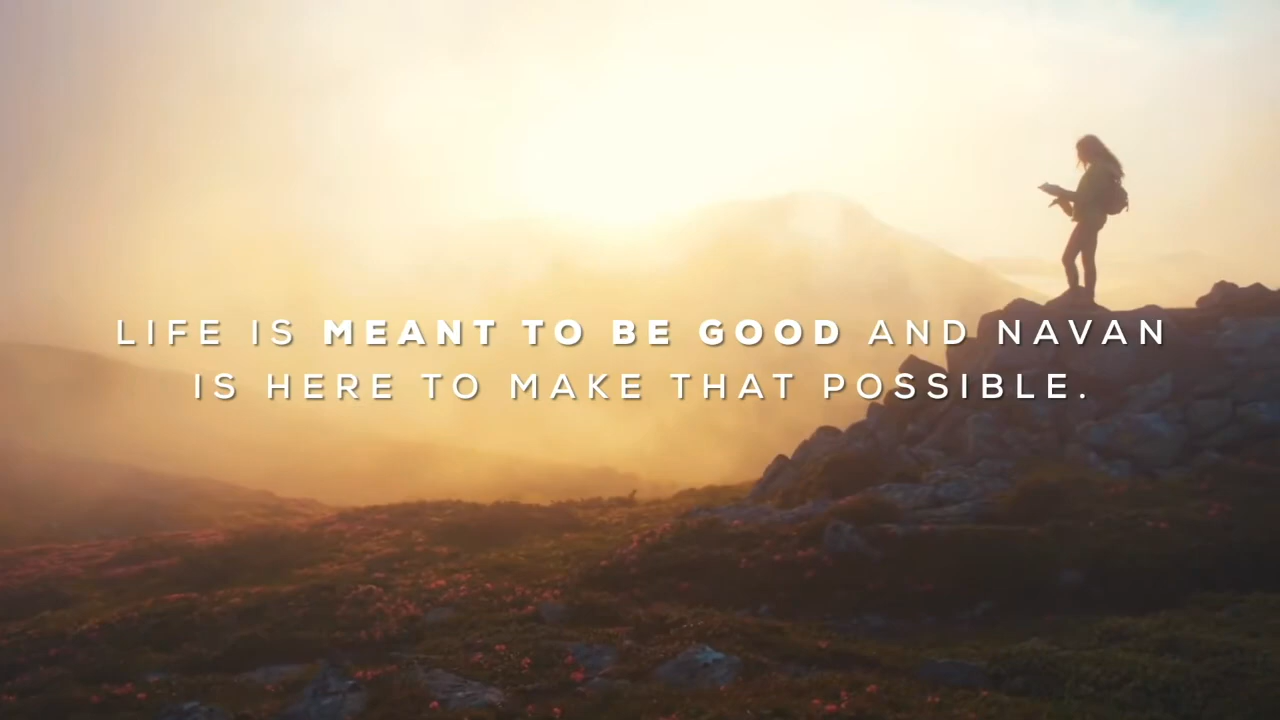 LIFE IS MEANT TO BE GOOD AND NAVAN
IS HERE TO MAKE THAT POSSIBLE.